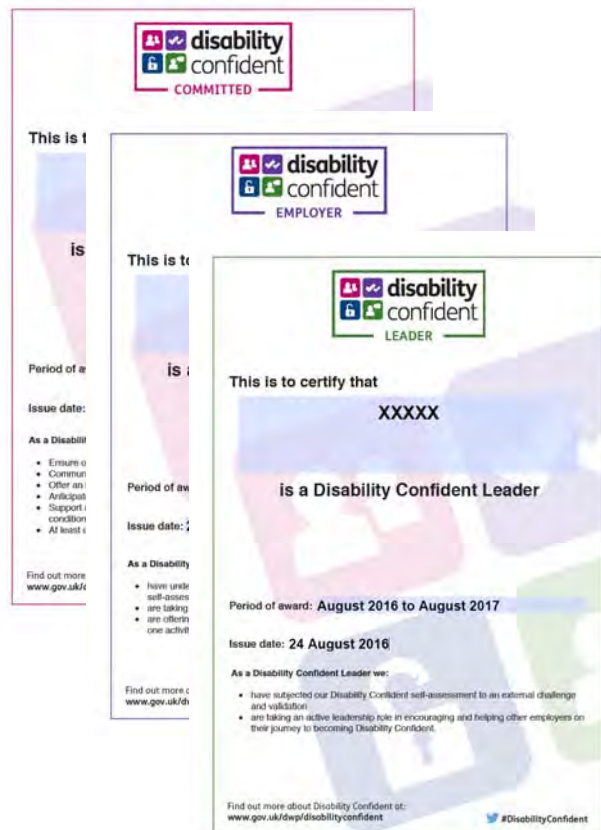 disability
confident
COMMITTED
This is t
is
Period of a
Issue date:
As a Disabili
• Ensure o
• Commun
• Offer an
• Anticipat
• Support
condition
• At least
Find out more
www.gov.uk/d
disability
confident
EMPLOYER
This is to
is
Period of aw
Issue date: 2
As a Disability
• have unde
self-asses
• are taking
• are offerin
one activit
Find out more
www.gov.uk/d
disability
confident
LEADER
This is to certify that
XXXXX
is a Disability Confident Leader
Period of award: August 2016 to August 2017
Issue date: 24 August 2016
As a Disability Confident Leader we:
• have subjected our Disability Confident self-assessment to an external challenge
and validation
• are taking an active leadership role in encouraging and helping other employers on
their journey to becoming Disability Confident.
Find out more about Disability Confident at:
www.gov.uk/dwp/disabilityconfident
#DisabilityConfident